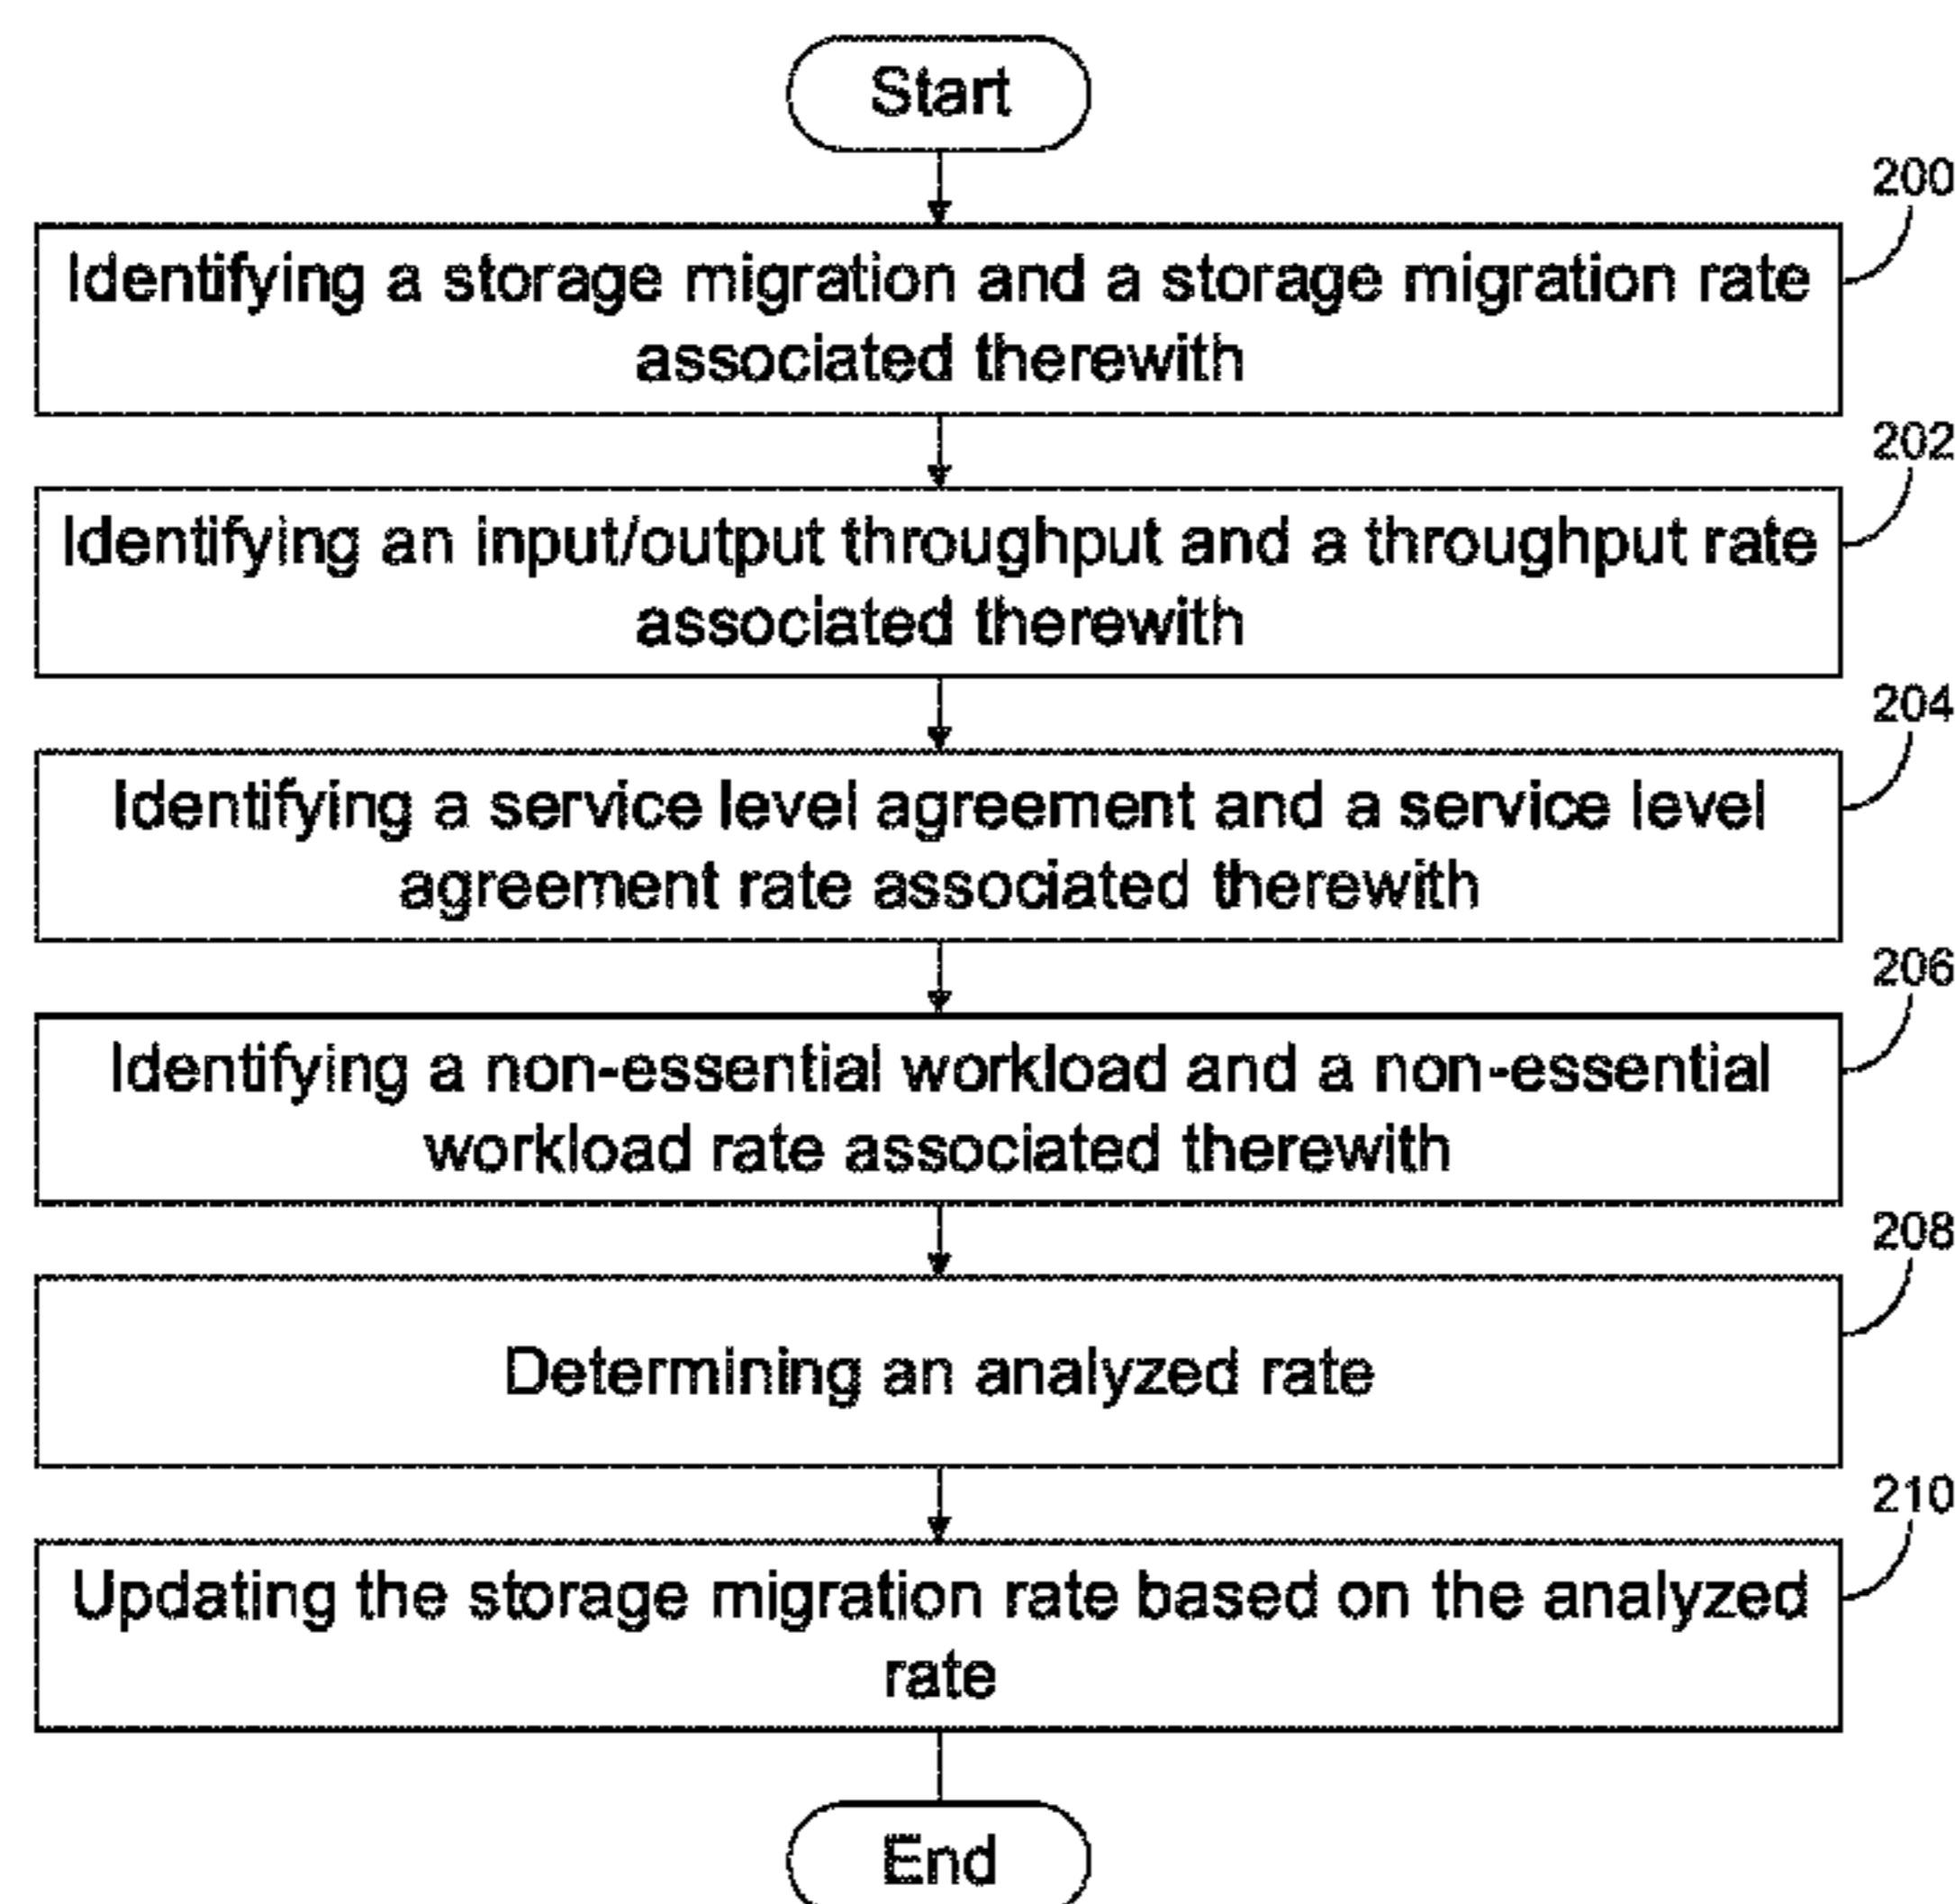 Start
200
Identifying a storage migration and a storage migration rate
associated therewith
202
Identifying an input/output throughput and a throughput rate
associated therewith
204
Identifying a service level agreement and a service level
agreement rate associated therewith
206
Identifying a non-essential workload and a non-essential
workload rate associated therewith
208
Determining an analyzed rate
210
Updating the storage migration rate based on the analyzed
rate
End